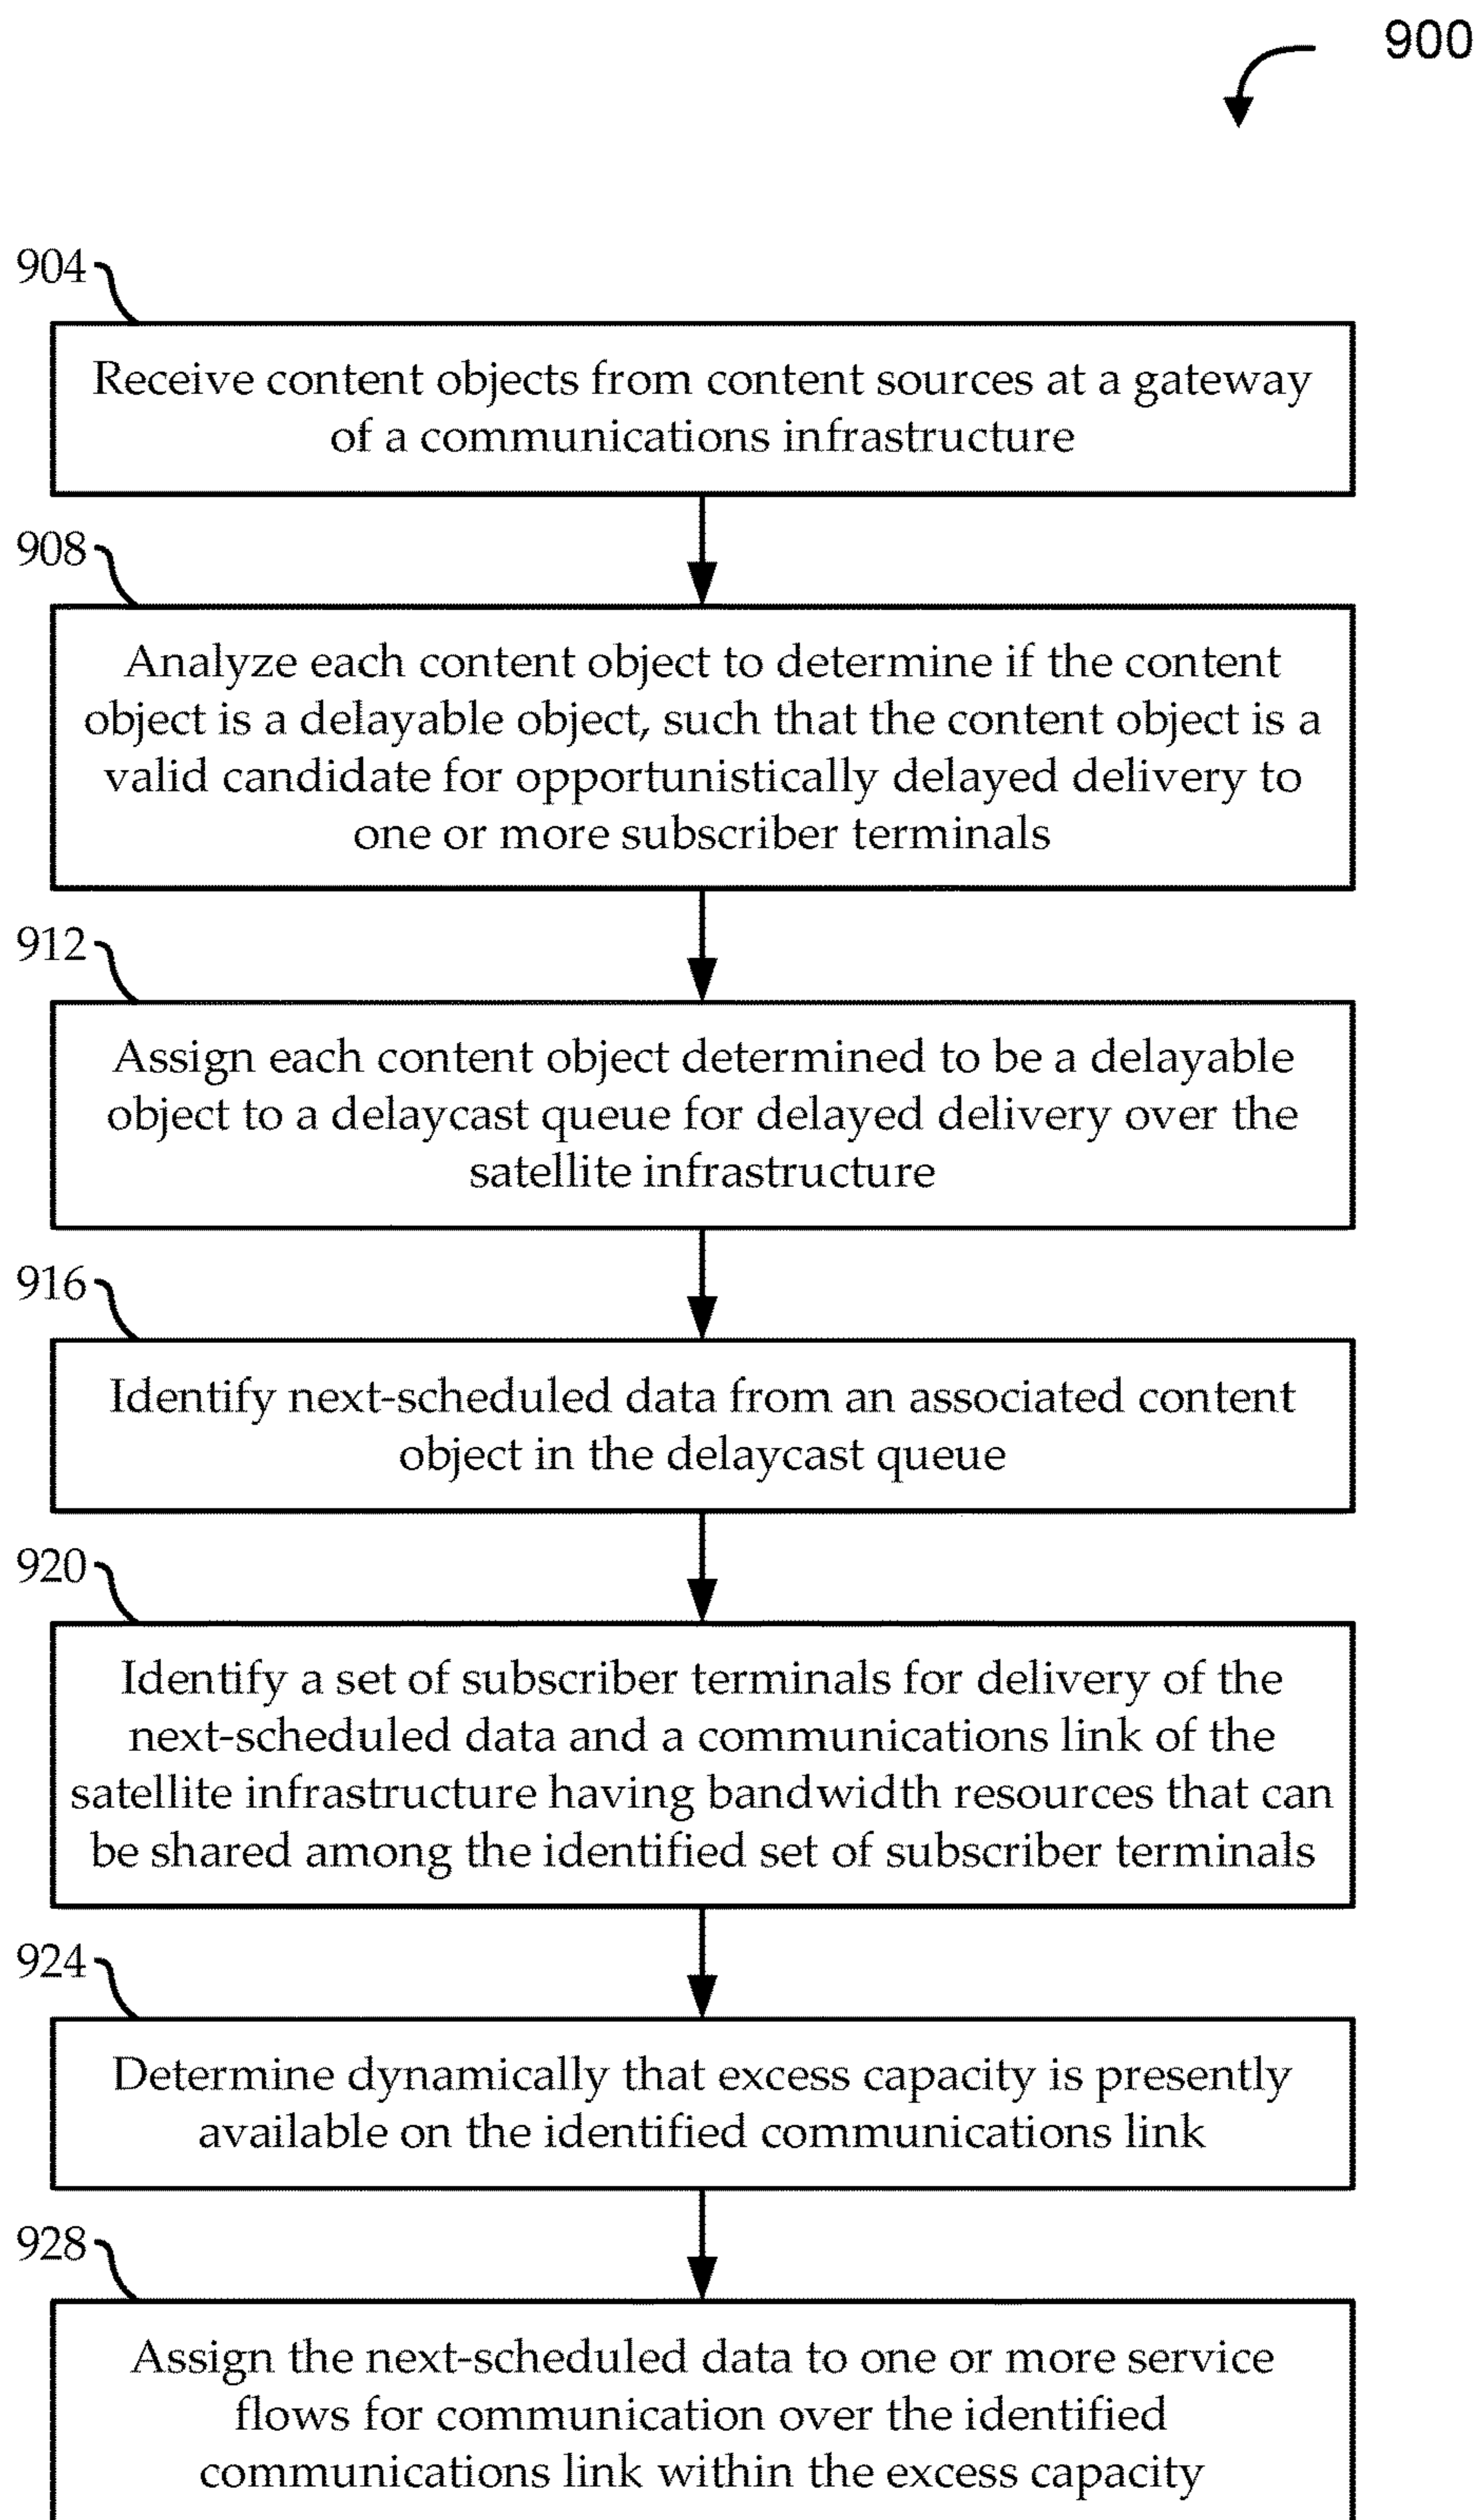 900
904
Receive content objects from content sources at a gateway
of a communications infrastructure
908
Analyze each content object to determine if the content
object is a delayable object, such that the content object is a
valid candidate for opportunistically delayed delivery to
one or more subscriber terminals
912
Assign each content object determined to be a delayable
object to a delaycast queue for delayed delivery over the
satellite infrastructure
916
Identify next-scheduled data from an associated content
object in the delaycast queue
920
Identify a set of subscriber terminals for delivery of the
next-scheduled data and a communications link of the
satellite infrastructure having bandwidth resources that can
be shared among the identified set of subscriber terminals
924
Determine dynamically that excess capacity is presently
available on the identified communications link
928
Assign the next-scheduled data to one or more service
flows for communication over the identified
communications link within the excess capacity